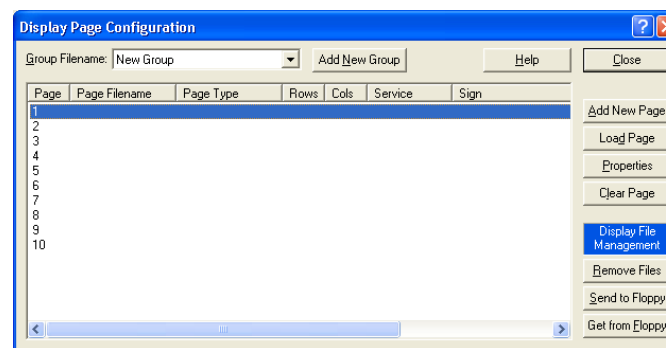 Display Page Configuration
Group Filename: New Group Add New Group Help Close
Page Page Filename Page Type Rows Cols Service Sign
1
2
3
4
5
6
7
8
9
10
Add New Page
Load Page
Properties
Clear Page
Display File
Management
Remove Files
Send to Floppy
Get from Floppy